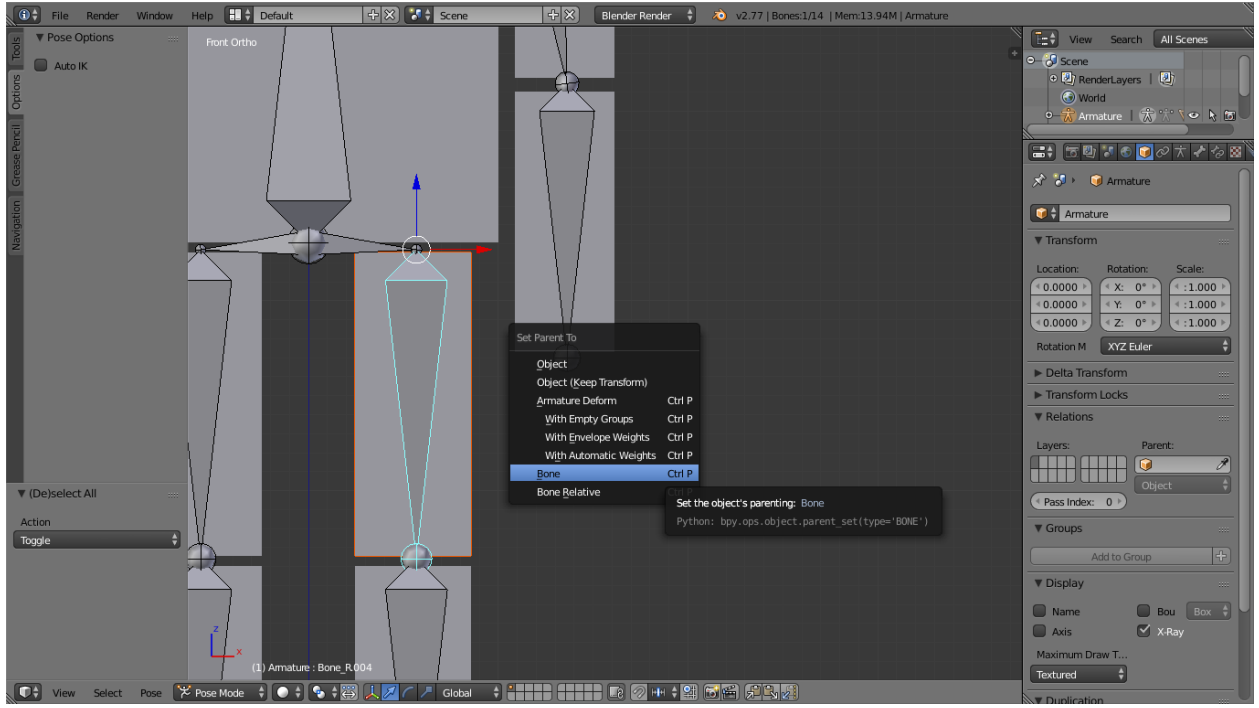 File Render Window Help Default Scene Blender Render v2.77 | Bones:1/14 | Mem:13.94M | Armature
Tools
Options
Grease Pencil
Navigation
Pose Options
Auto IK
(De)select All
Action
Toggle
Front Ortho
Set Parent To
Object
Object (Keep Transform)
Armature Deform Ctrl P
With Empty Groups Ctrl P
With Envelope Weights Ctrl P
With Automatic Weights Ctrl P
Bone Ctrl P
Bone Relative
Set the object's parenting: Bone
Python: bpy.ops.object.parent_set(type='BONE')
z
x
(1) Armature : Bone_R.004
View Select Pose Pose Mode Global
View Search All Scenes
Scene
RenderLayers |
World
Armature |
Armature
Armature
Transform
Location: Rotation: Scale:
0.0000 X: 0° :1.000
0.0000 Y: 0° :1.000
0.0000 Z: 0° :1.000
Rotation M XYZ Euler
Delta Transform
Transform Locks
Relations
Layers: Parent:
Object
Pass Index: 0
Groups
Add to Group
Display
Name Bou Box
Axis X-Ray
Maximum Draw T...
Textured
Duplication